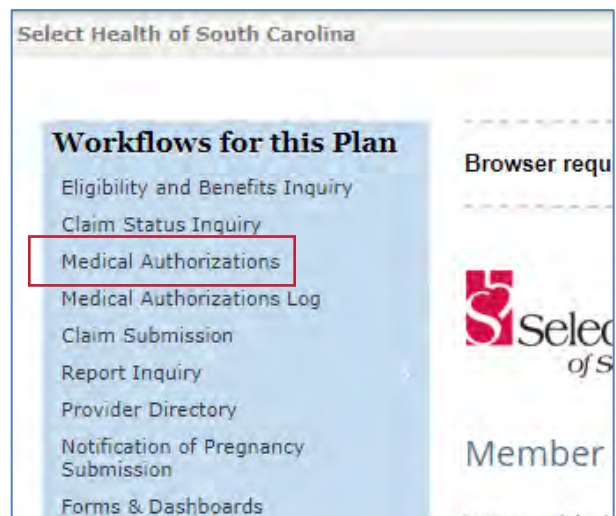 Select Health of South Carolina
Workflows for this Plan
Eligibility and Benefits Inquiry
Claim Status Inquiry
Medical Authorizations
Medical Authorizations Log
Claim Submission
Report Inquiry
Provider Directory
Notification of Pregnancy
Submission
Forms & Dashboards
Browser requ
Selec
of S
Member